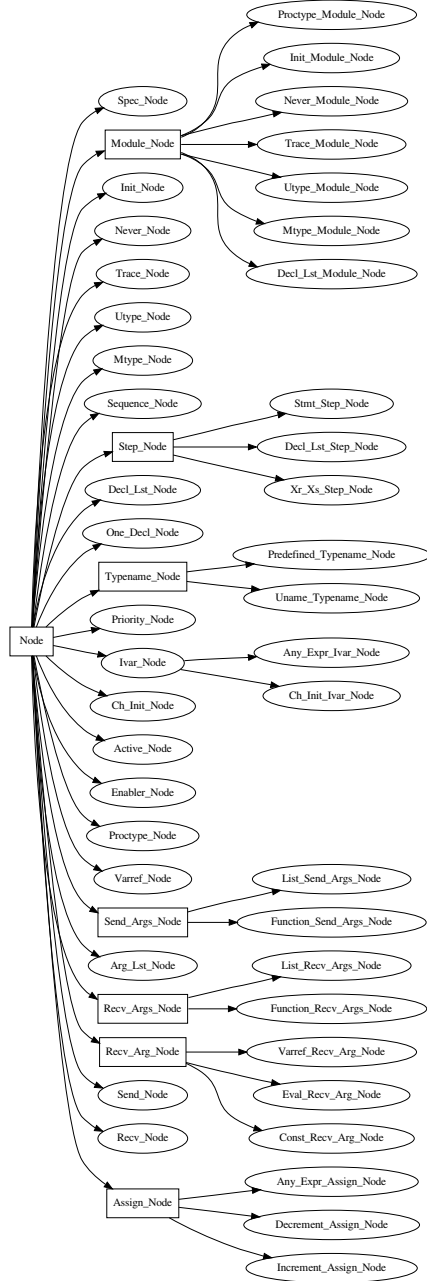 Proctype_Module_Node
Init_Module_Node
Spec_Node
Never_Module_Node
Module_Node
Trace_Module_Node
Init_Node
Utype_Module_Node
Never_Node
Mtype_Module_Node
Trace_Node
Decl_Lst_Module_Node
Utype_Node
Mtype_Node
Sequence_Node
Stmt_Step_Node
Step_Node
Decl_Lst_Step_Node
Decl_Lst_Node
Xr_Xs_Step_Node
One_Decl_Node
Predefined_Typename_Node
Typename_Node
Uname_Typename_Node
Priority_Node
Node
Ivar_Node
Any_Expr_Ivar_Node
Ch_Init_Node
Ch_Init_Ivar_Node
Active_Node
Enabler_Node
Proctype_Node
Varref_Node
List_Send_Args_Node
Send_Args_Node
Function_Send_Args_Node
Arg_Lst_Node
List_Recv_Args_Node
Recv_Args_Node
Function_Recv_Args_Node
Recv_Arg_Node
Varref_Recv_Arg_Node
Send_Node
Eval_Recv_Arg_Node
Recv_Node
Const_Recv_Arg_Node
Any_Expr_Assign_Node
Assign_Node
Decrement_Assign_Node
Increment_Assign_Node